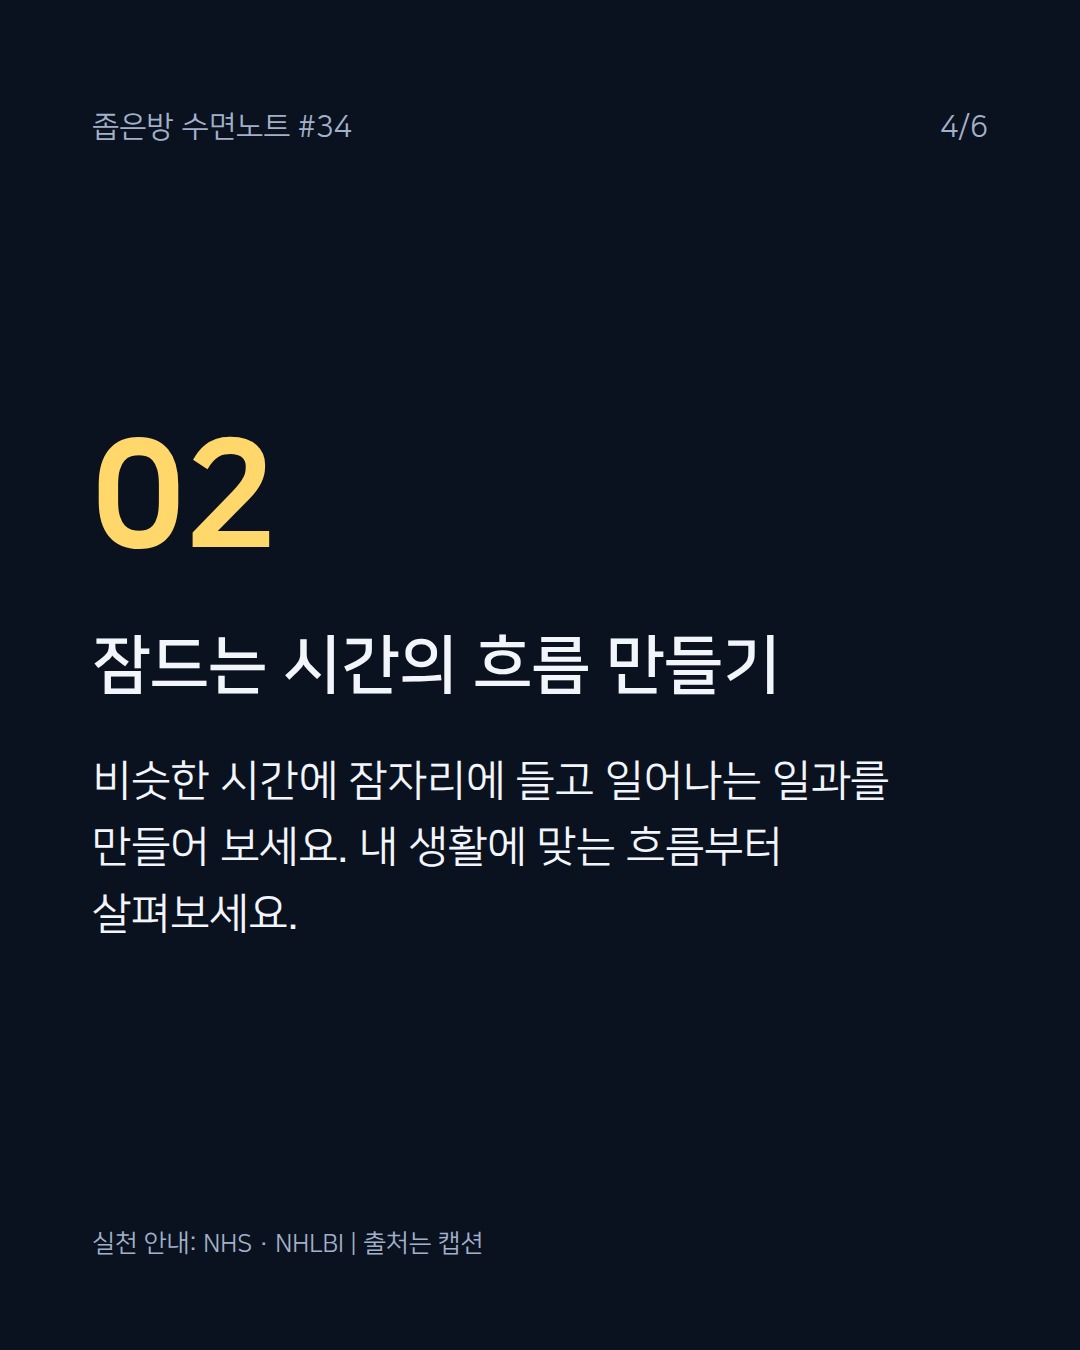 좁은방 수면노트 #34
4/6
02
잠드는 시간의 흐름 만들기
비슷한 시간에 잠자리에 들고 일어나는 일과를
만들어 보세요. 내 생활에 맞는 흐름부터
살펴보세요.
실천 안내: NHS · NHLBI | 출처는 캡션